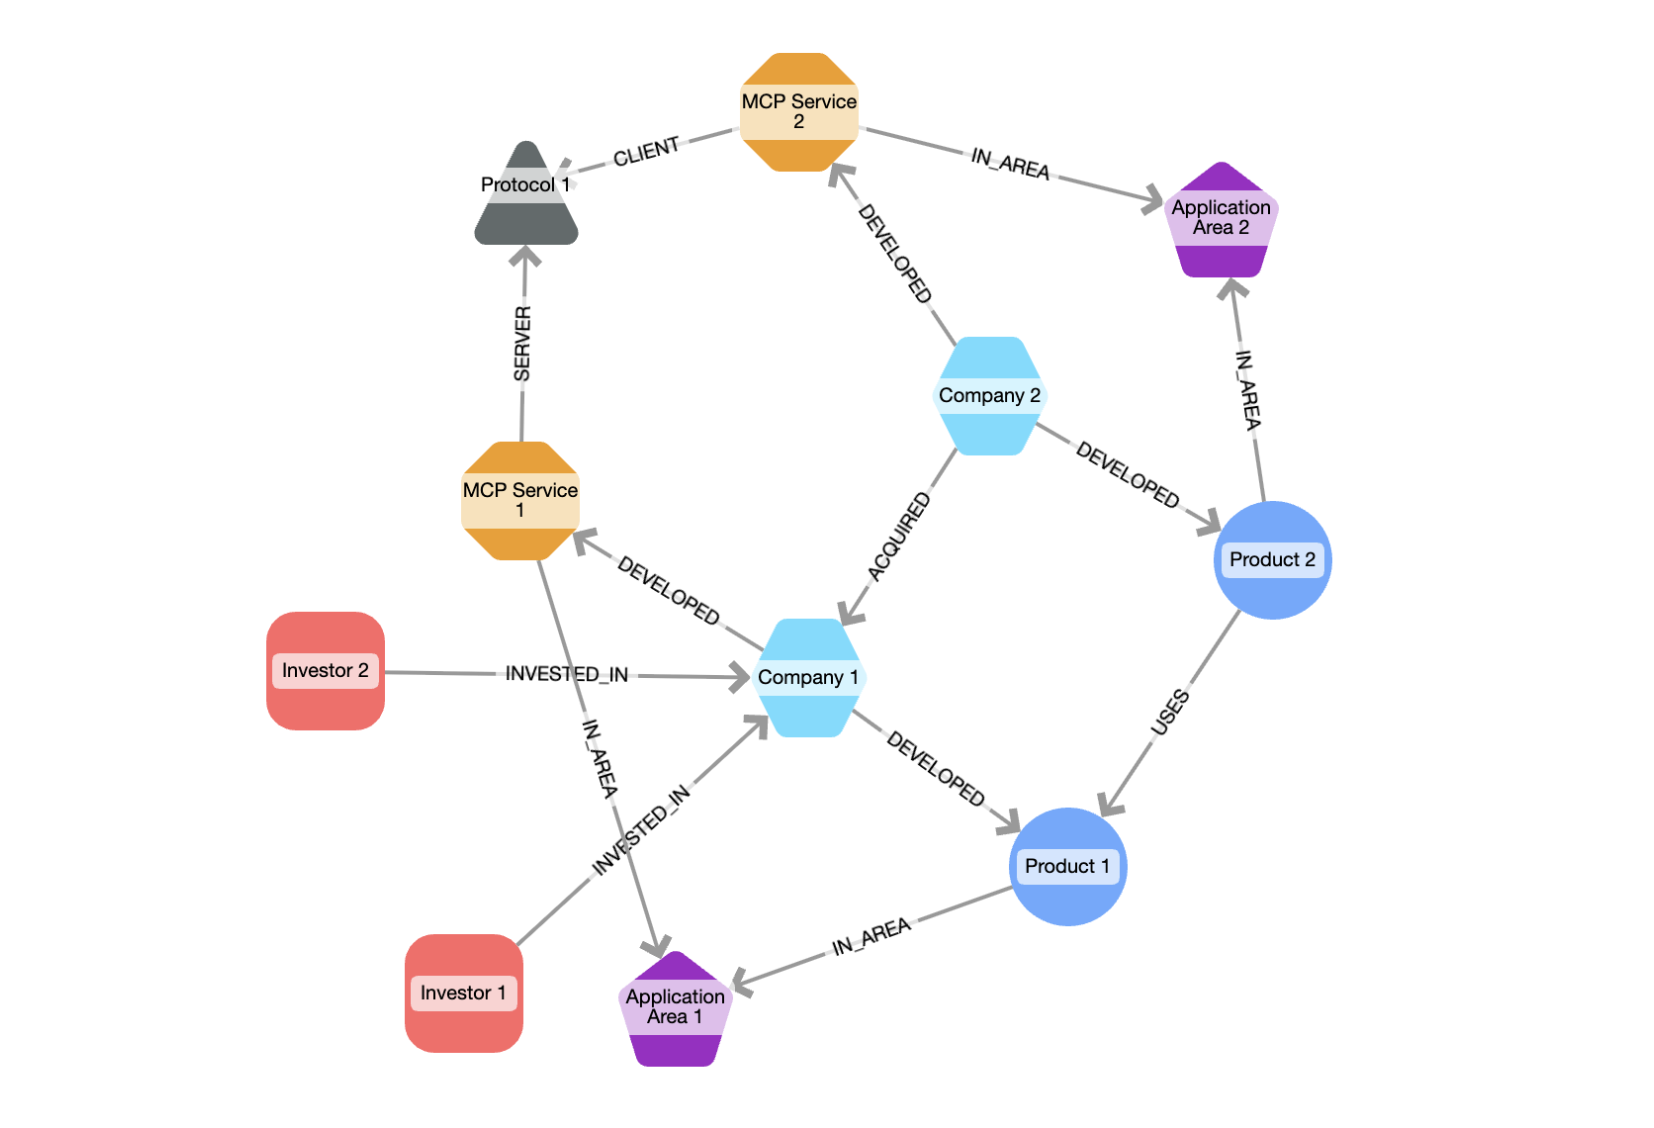 MCP Service
2
CLIENT
IN_AREA
Protocol 1
Application
Area 2
DEVELOPED
SERVER
IN_AREA
Company 2
DEVELOPED
MCP Service
1
ACQUIRED
Product 2
DEVELOPED
Investor 2
INVESTED_IN
Company 1
USES
IN_AREA
DEVELOPED
INVESTED_IN
Product 1
IN_AREA
Investor 1
Application
Area 1